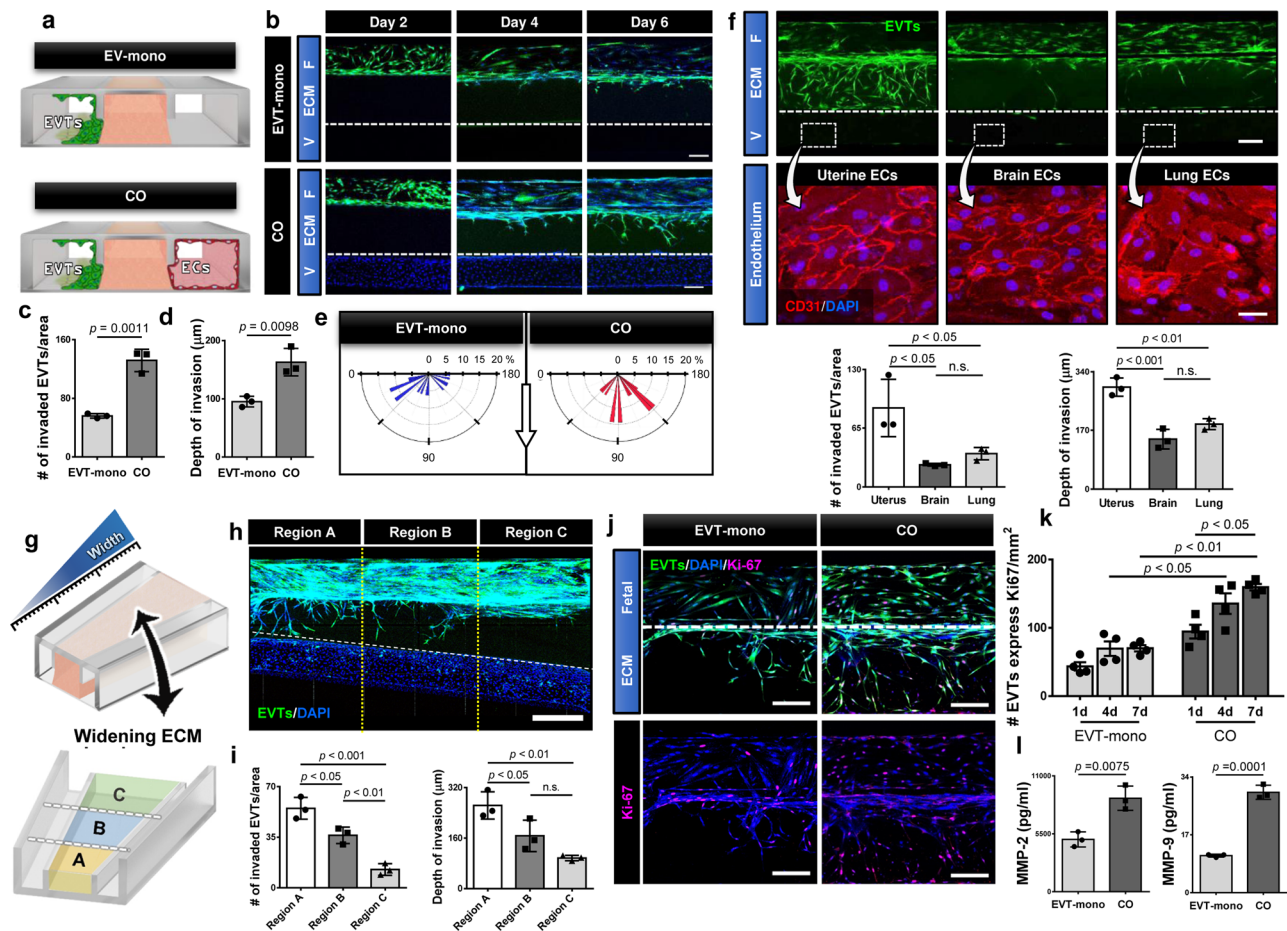 a
EV-mono
EVTs
CO
EVTs
ECs
b
Day 2
Day 4
Day 6
EVT-mono
F
ECM
V
CO
F
ECM
V
c
p = 0.0011
# of invaded EVTs/area
160
80
0
EVT-mono
CO
d
p = 0.0098
Depth of invasion (μm)
240
160
80
0
EVT-mono
CO
e
EVT-mono
CO
0 5 10 15 20 %
0
180
90
0 5 10 15 20 %
0
180
90
f
EVTs
F
ECM
V
Uterine ECs
Brain ECs
Lung ECs
Endothelium
CD31/DAPI
p < 0.05
p < 0.05
n.s.
# of invaded EVTs/area
130
65
0
Uterus
Brain
Lung
p < 0.01
p < 0.001
n.s.
Depth of invasion (μm)
340
170
0
Uterus
Brain
Lung
g
Width
Widening ECM
C
B
A
h
Region A
Region B
Region C
EVTs/DAPI
i
p < 0.001
p < 0.05
p < 0.01
# of invaded EVTs/area
70
35
0
Region A
Region B
Region C
p < 0.01
p < 0.05
n.s.
Depth of invasion (μm)
320
160
0
Region A
Region B
Region C
j
EVT-mono
CO
EVTs/DAPI/Ki-67
Fetal
ECM
Ki-67
k
p < 0.05
p < 0.01
p < 0.05
# EVTs express Ki67/mm²
200
100
0
1d
4d
7d
1d
4d
7d
EVT-mono
CO
l
p =0.0075
MMP-2 (pg/ml)
11000
5500
0
EVT-mono
CO
p =0.0001
MMP-9 (pg/ml)
34
17
0
EVT-mono
CO